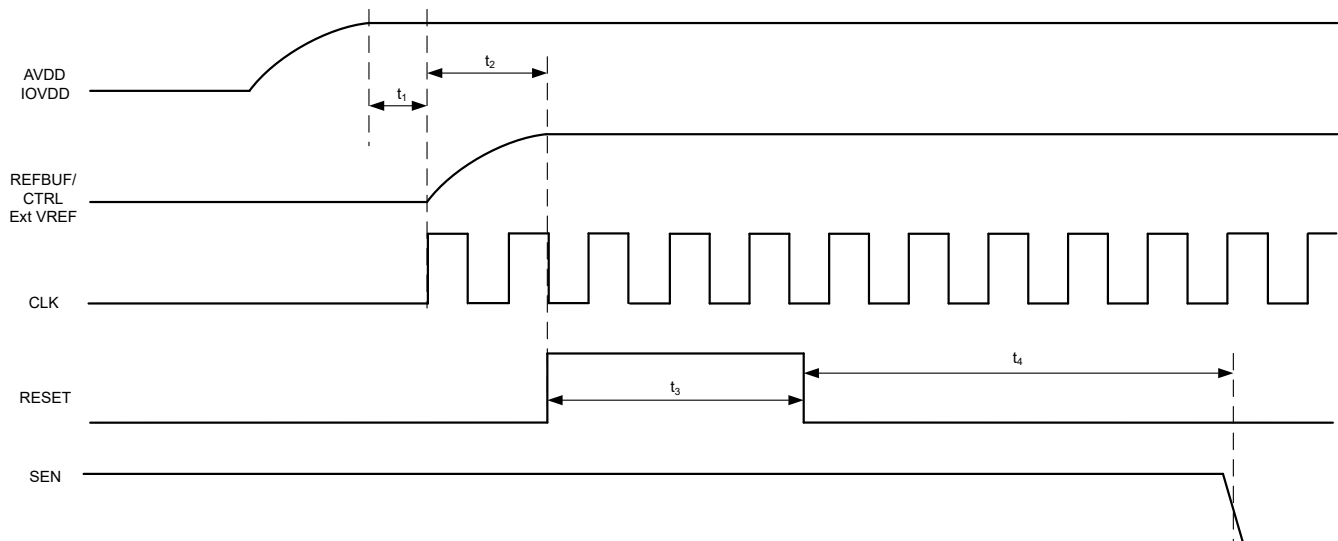 t₂
AVDD
IOVDD
t₁
REFBUF/
CTRL
Ext VREF
CLK
t₄
RESET
t₃
SEN